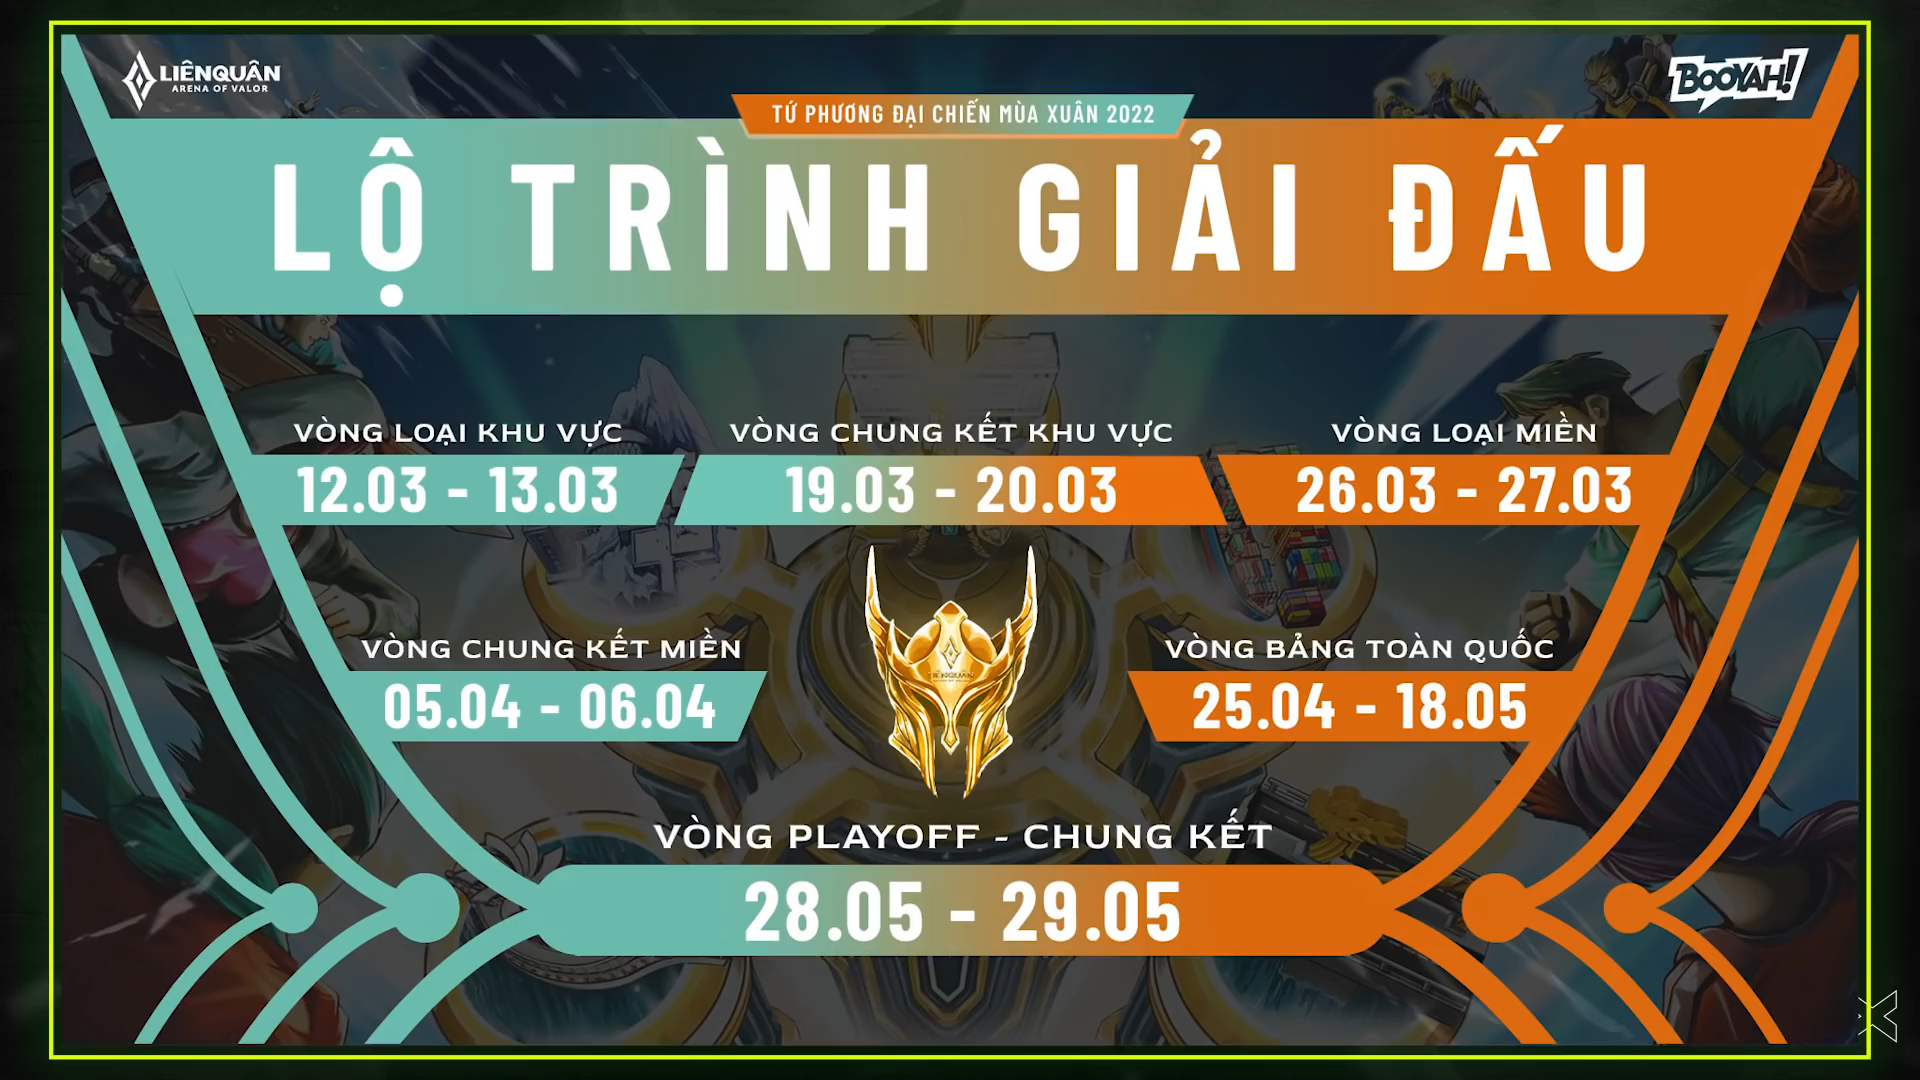 LIÊNQUÂN
ARENA OF VALOR
BOOYAH!
TỨ PHƯƠNG ĐẠI CHIẾN MÙA XUÂN 2022
LỘ TRÌNH GIẢI ĐẤU
VÒNG LOẠI KHU VỰC
12.03 - 13.03
VÒNG CHUNG KẾT KHU VỰC
19.03 - 20.03
VÒNG LOẠI MIỀN
26.03 - 27.03
VÒNG CHUNG KẾT MIỀN
05.04 - 06.04
LIÊNQUÂN
VÒNG BẢNG TOÀN QUỐC
25.04 - 18.05
VÒNG PLAYOFF - CHUNG KẾT
28.05 - 29.05